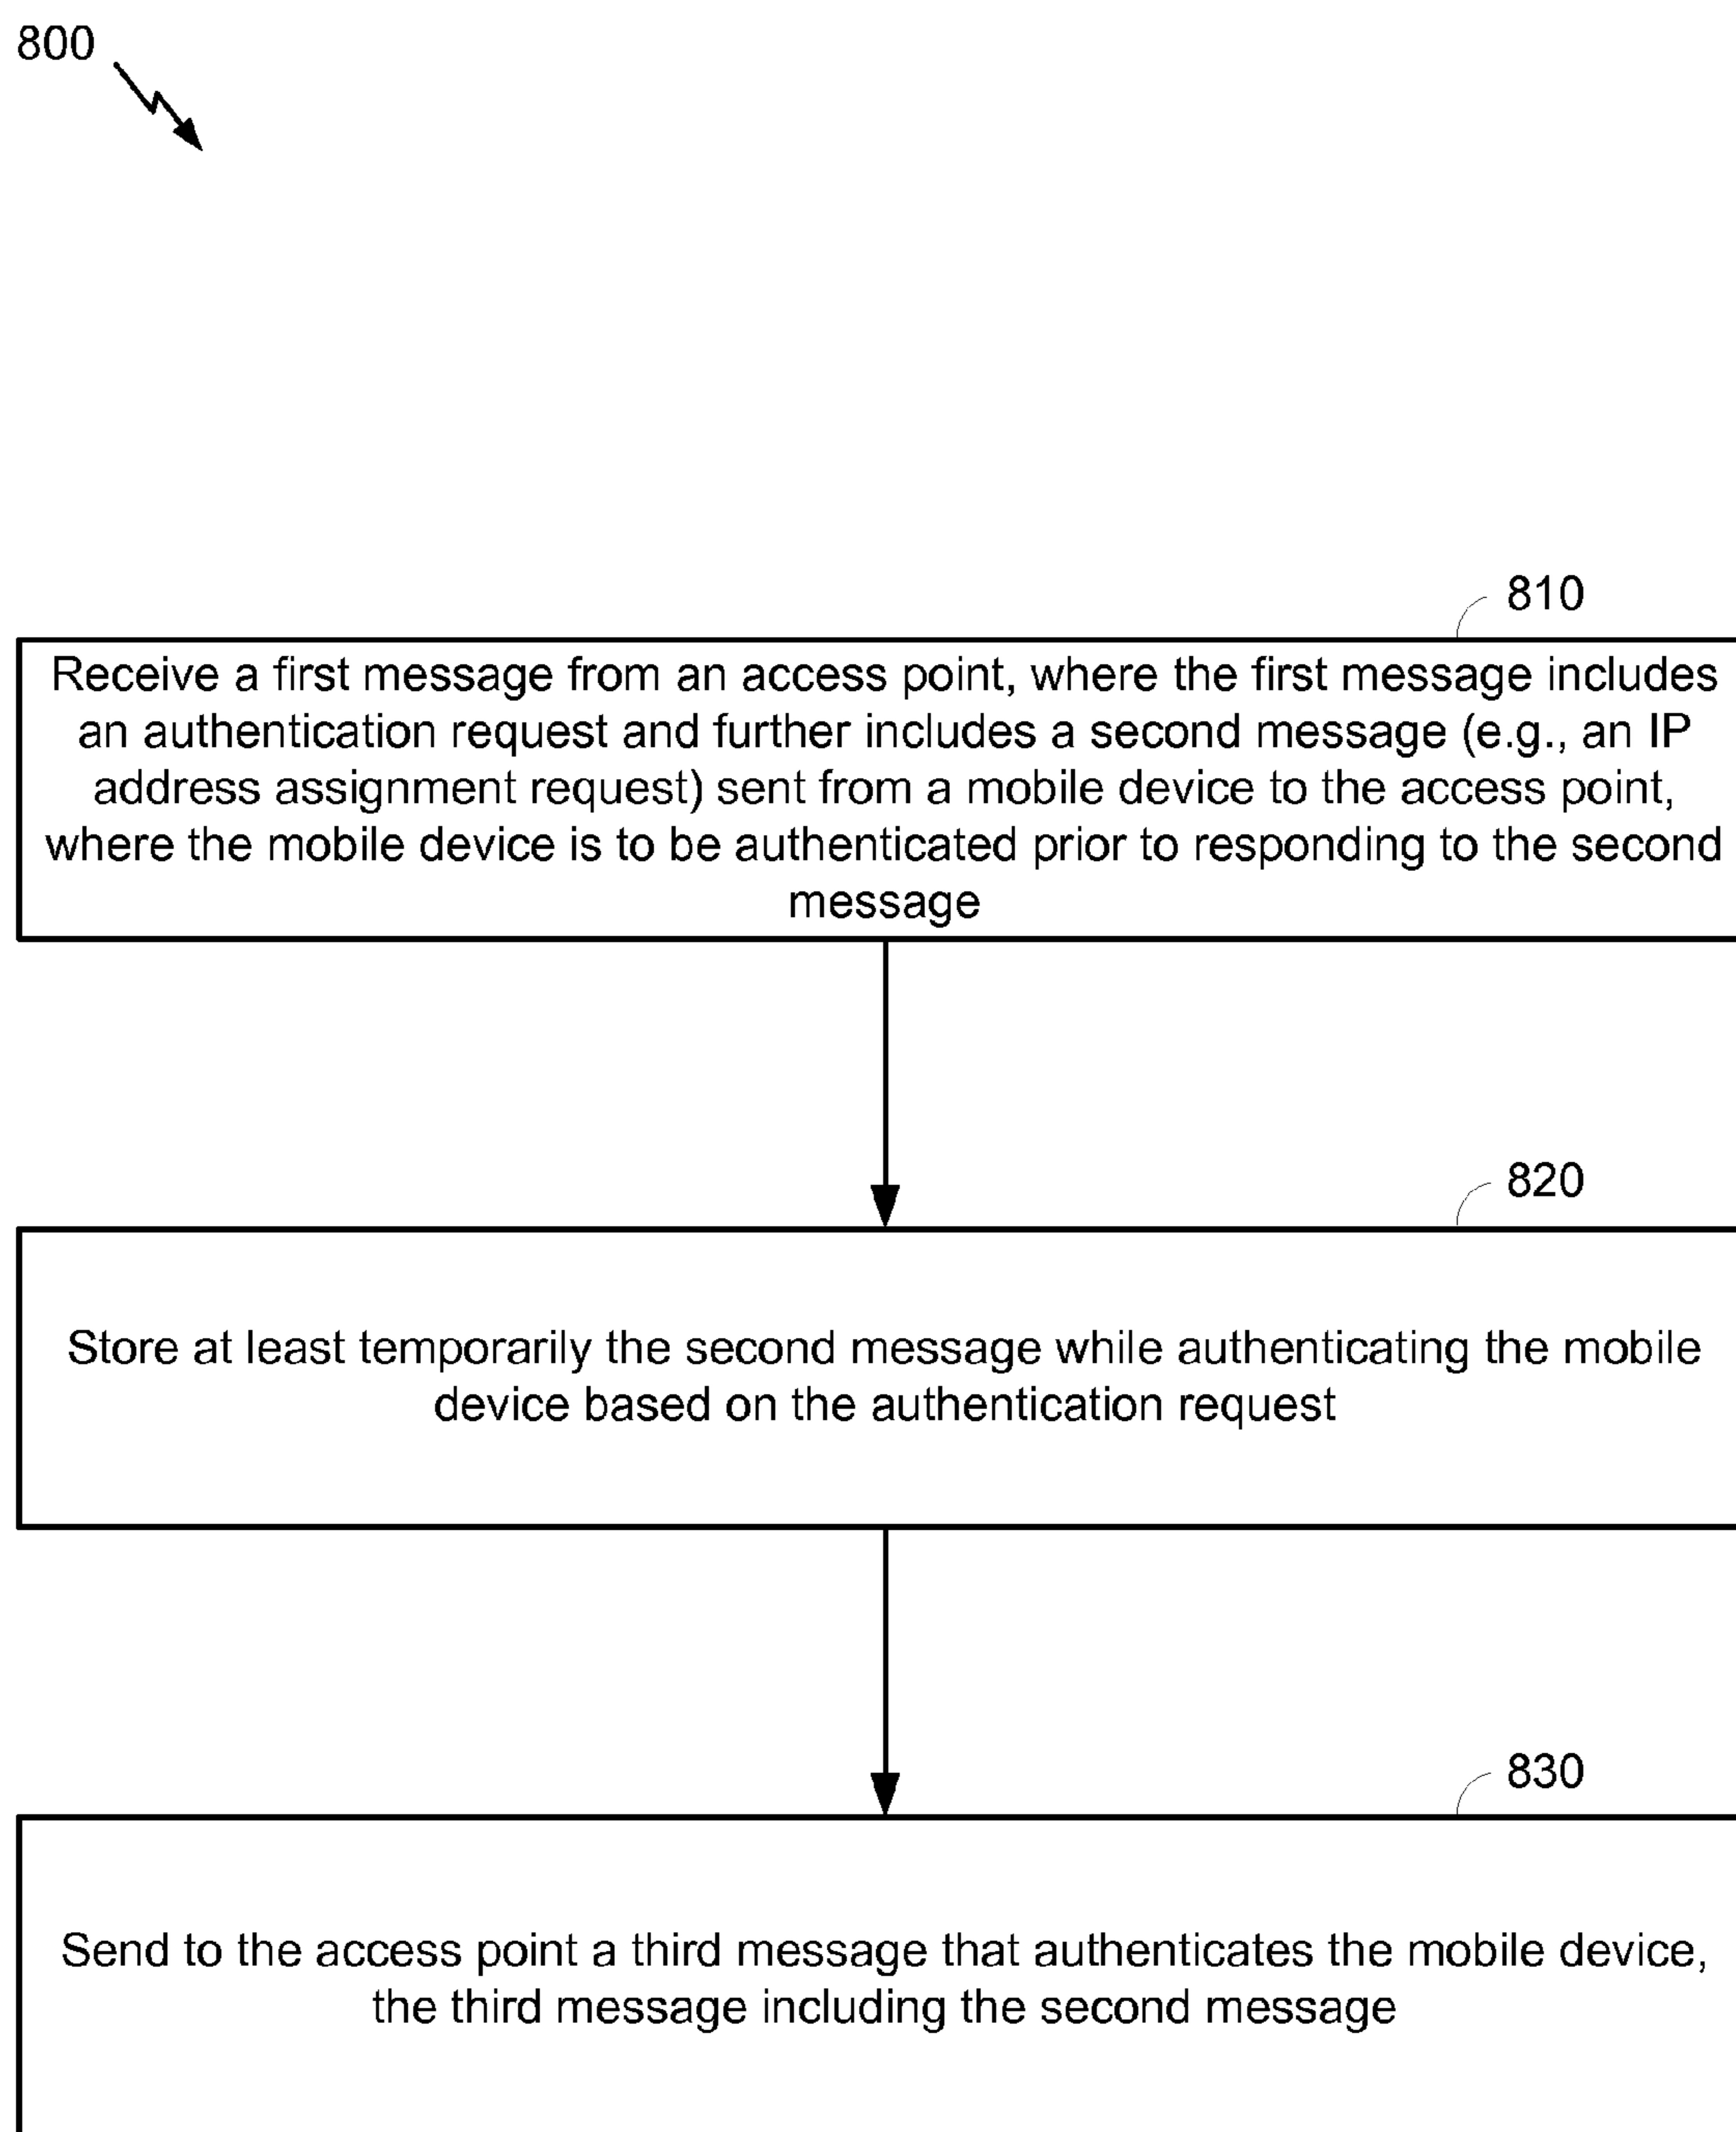 800
810
Receive a first message from an access point, where the first message includes
an authentication request and further includes a second message (e.g., an IP
address assignment request) sent from a mobile device to the access point,
where the mobile device is to be authenticated prior to responding to the second
message
820
Store at least temporarily the second message while authenticating the mobile
device based on the authentication request
830
Send to the access point a third message that authenticates the mobile device,
the third message including the second message